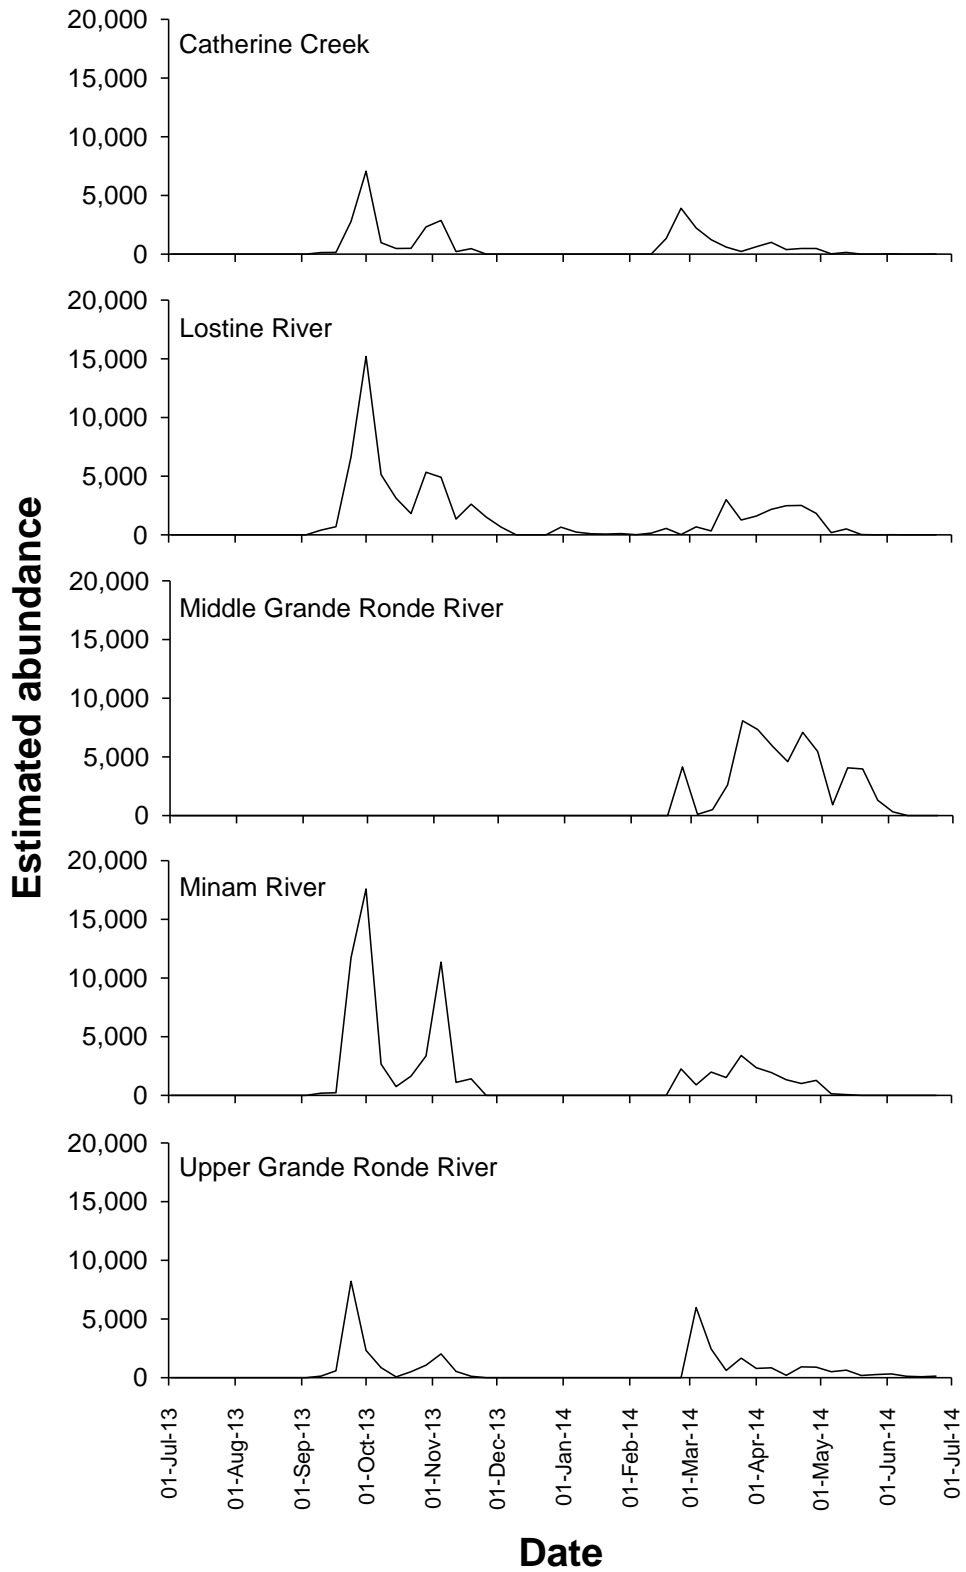 Estimated abundance
20,000
15,000
10,000
5,000
0
Catherine Creek
20,000
15,000
10,000
5,000
0
Lostine River
20,000
15,000
10,000
5,000
0
Middle Grande Ronde River
20,000
15,000
10,000
5,000
0
Minam River
20,000
15,000
10,000
5,000
0
Upper Grande Ronde River
01-Jul-13
01-Aug-13
01-Sep-13
01-Oct-13
01-Nov-13
01-Dec-13
01-Jan-14
01-Feb-14
01-Mar-14
01-Apr-14
01-May-14
01-Jun-14
01-Jul-14
Date